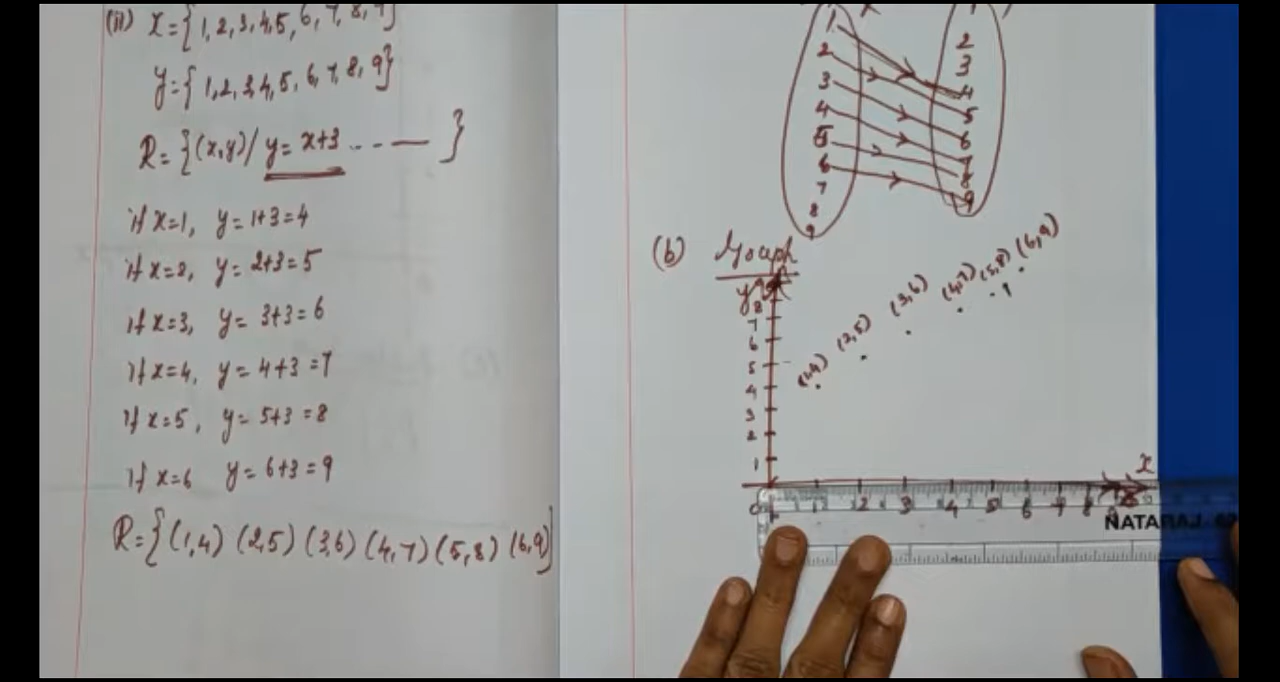 (ii) X={1,2,3,4,5,6,7,8,9}
y={1,2,3,4,5,6,7,8,9}
R={(x,y)/ y=x+3 ... — }
if x=1, y=1+3=4
if x=2, y=2+3=5
if x=3, y=3+3=6
if x=4, y=4+3=7
if x=5, y=5+3=8
if x=6 y=6+3=9
R={(1,4) (2,5) (3,6) (4,7) (5,8) (6,9)}
1
2
3
4
5
6
7
8
9
2
3
4
5
6
7
8
9
(b) Graph
y
9
8
7
6
5
4
3
2
1
0 1 2 3 4 5 6 7 8 9
x
(1,4) (2,5) (3,6) (4,7) (5,8) (6,9)
NATARAJ